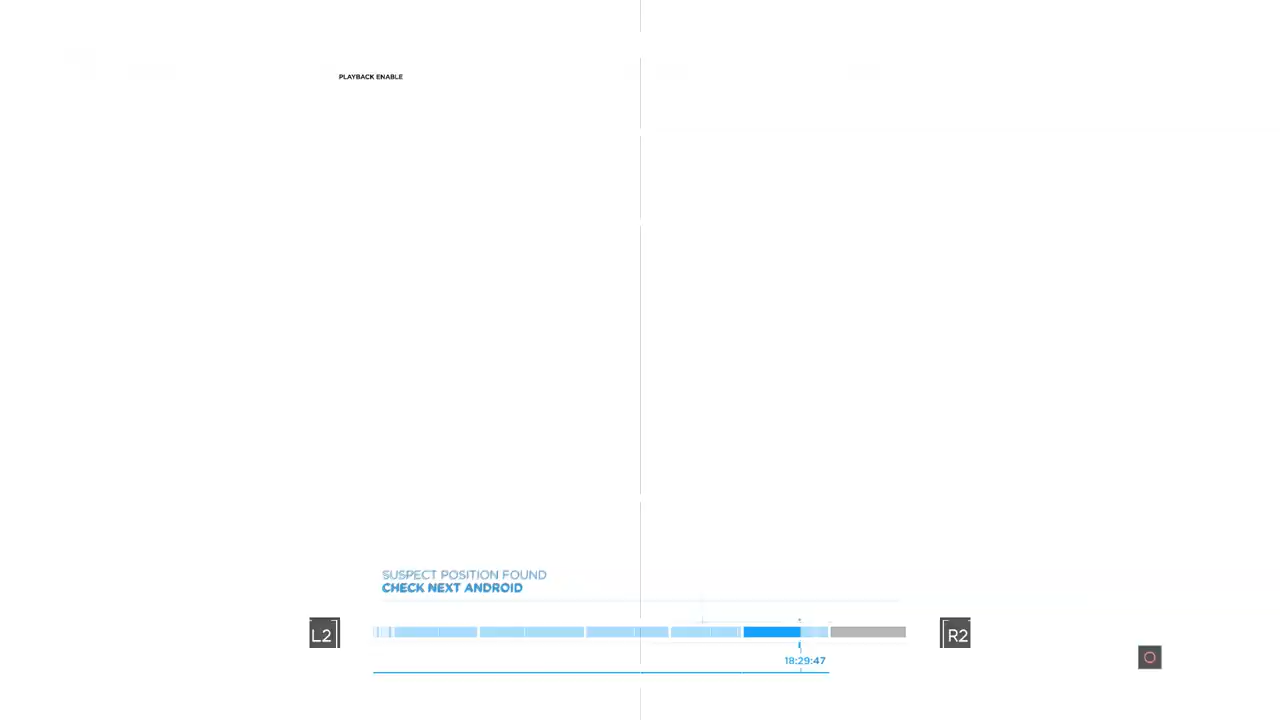 PLAYBACK ENABLE
SUSPECT POSITION FOUND
CHECK NEXT ANDROID
L2
R2
18:29:47